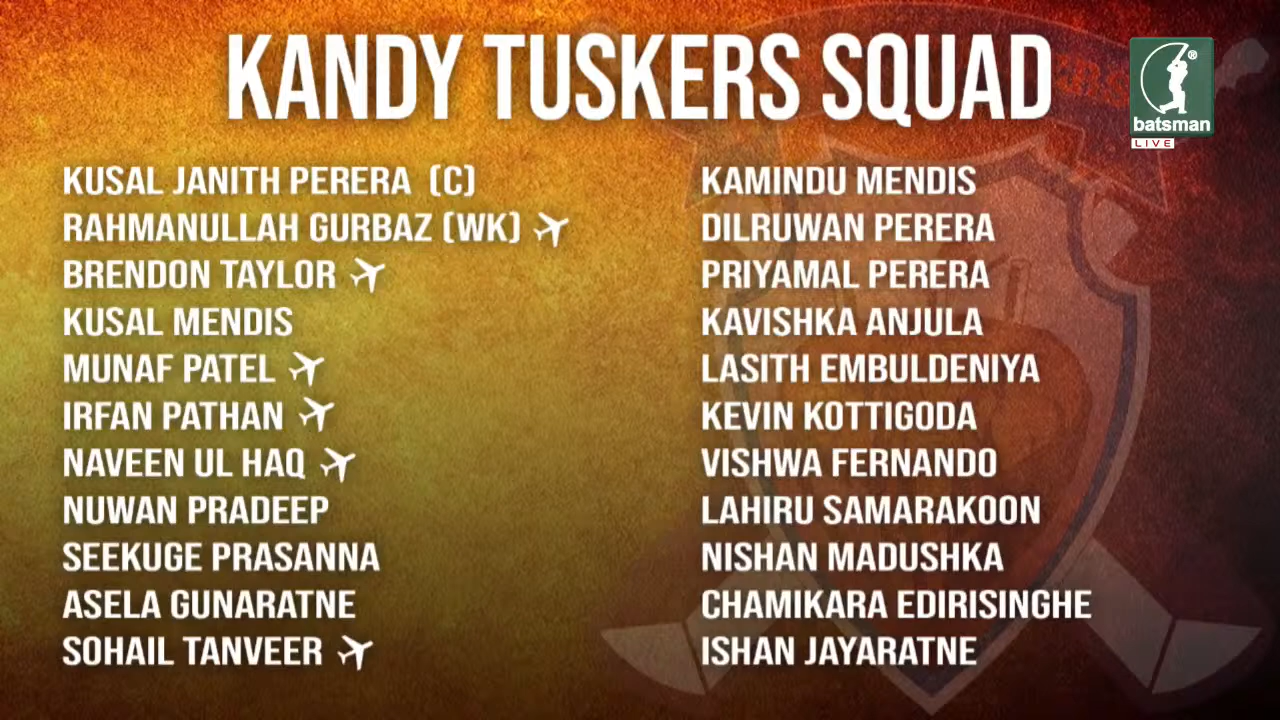 KANDY TUSKERS SQUAD
batsman
LIVE
KUSAL JANITH PERERA (C)
RAHMANULLAH GURBAZ (WK)
BRENDON TAYLOR
KUSAL MENDIS
MUNAF PATEL
IRFAN PATHAN
NAVEEN UL HAQ
NUWAN PRADEEP
SEEKUGE PRASANNA
ASELA GUNARATNE
SOHAIL TANVEER
KAMINDU MENDIS
DILRUWAN PERERA
PRIYAMAL PERERA
KAVISHKA ANJULA
LASITH EMBULDENIYA
KEVIN KOTTIGODA
VISHWA FERNANDO
LAHIRU SAMARAKOON
NISHAN MADUSHKA
CHAMIKARA EDIRISINGHE
ISHAN JAYARATNE